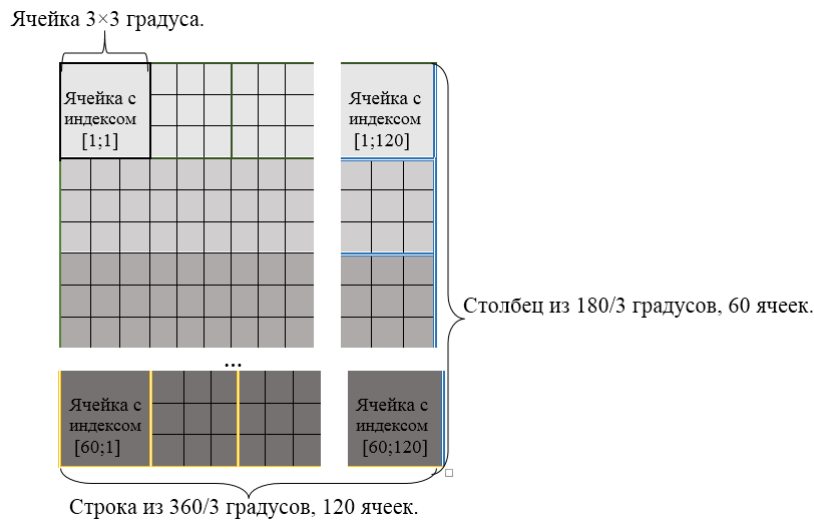 Ячейка 3×3 градуса.
Ячейка с
индексом
[1;1]
Ячейка с
индексом
[1;120]
Столбец из 180/3 градусов, 60 ячеек.
...
Ячейка с
индексом
[60;1]
Ячейка с
индексом
[60;120]
Строка из 360/3 градусов, 120 ячеек.